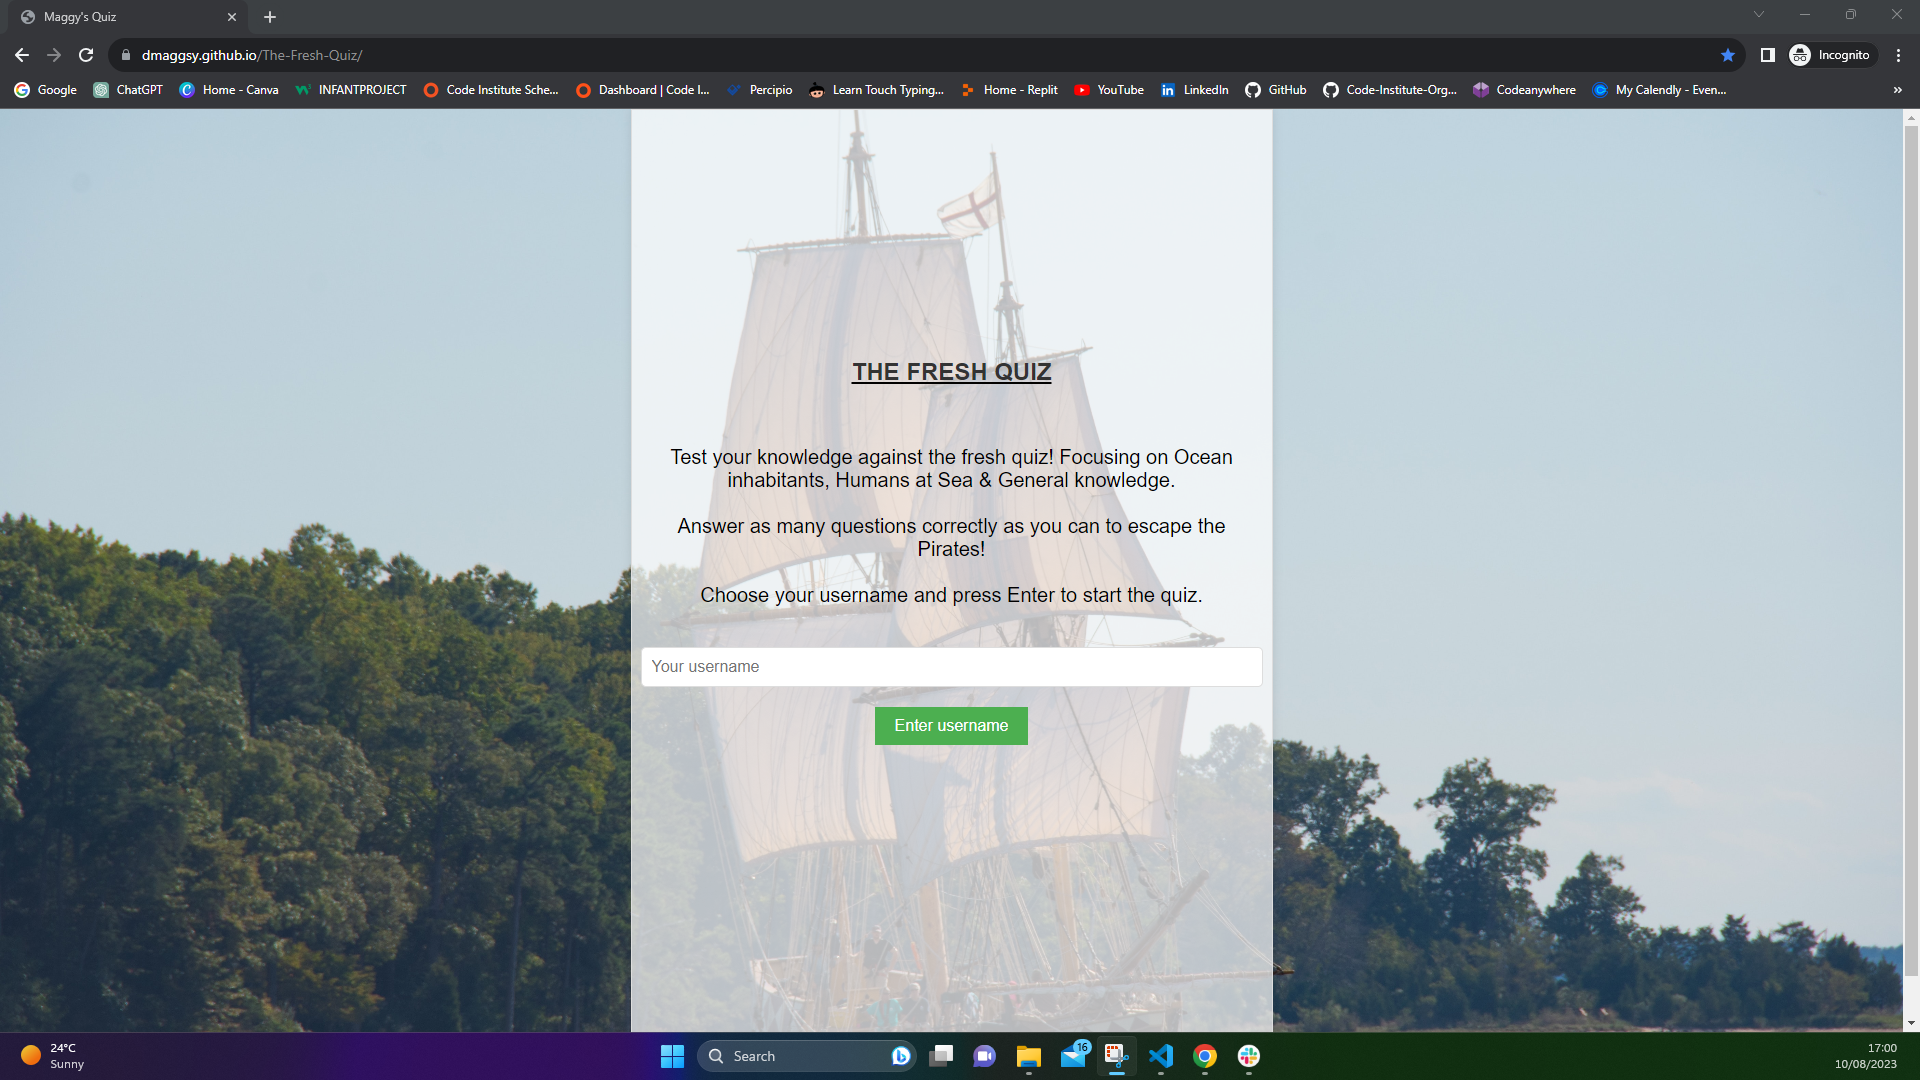 Maggy's Quiz
dmaggsy.github.io/The-Fresh-Quiz/
Incognito
Google
ChatGPT
Home - Canva
INFANTPROJECT
Code Institute Sche...
Dashboard | Code I...
Percipio
Learn Touch Typing...
Home - Replit
YouTube
LinkedIn
GitHub
Code-Institute-Org...
Codeanywhere
My Calendly - Even...
»
THE FRESH QUIZ
Test your knowledge against the fresh quiz! Focusing on Ocean
inhabitants, Humans at Sea & General knowledge.
Answer as many questions correctly as you can to escape the
Pirates!
Choose your username and press Enter to start the quiz.
Your username
Enter username
24°C
Sunny
Search
16
17:00
10/08/2023